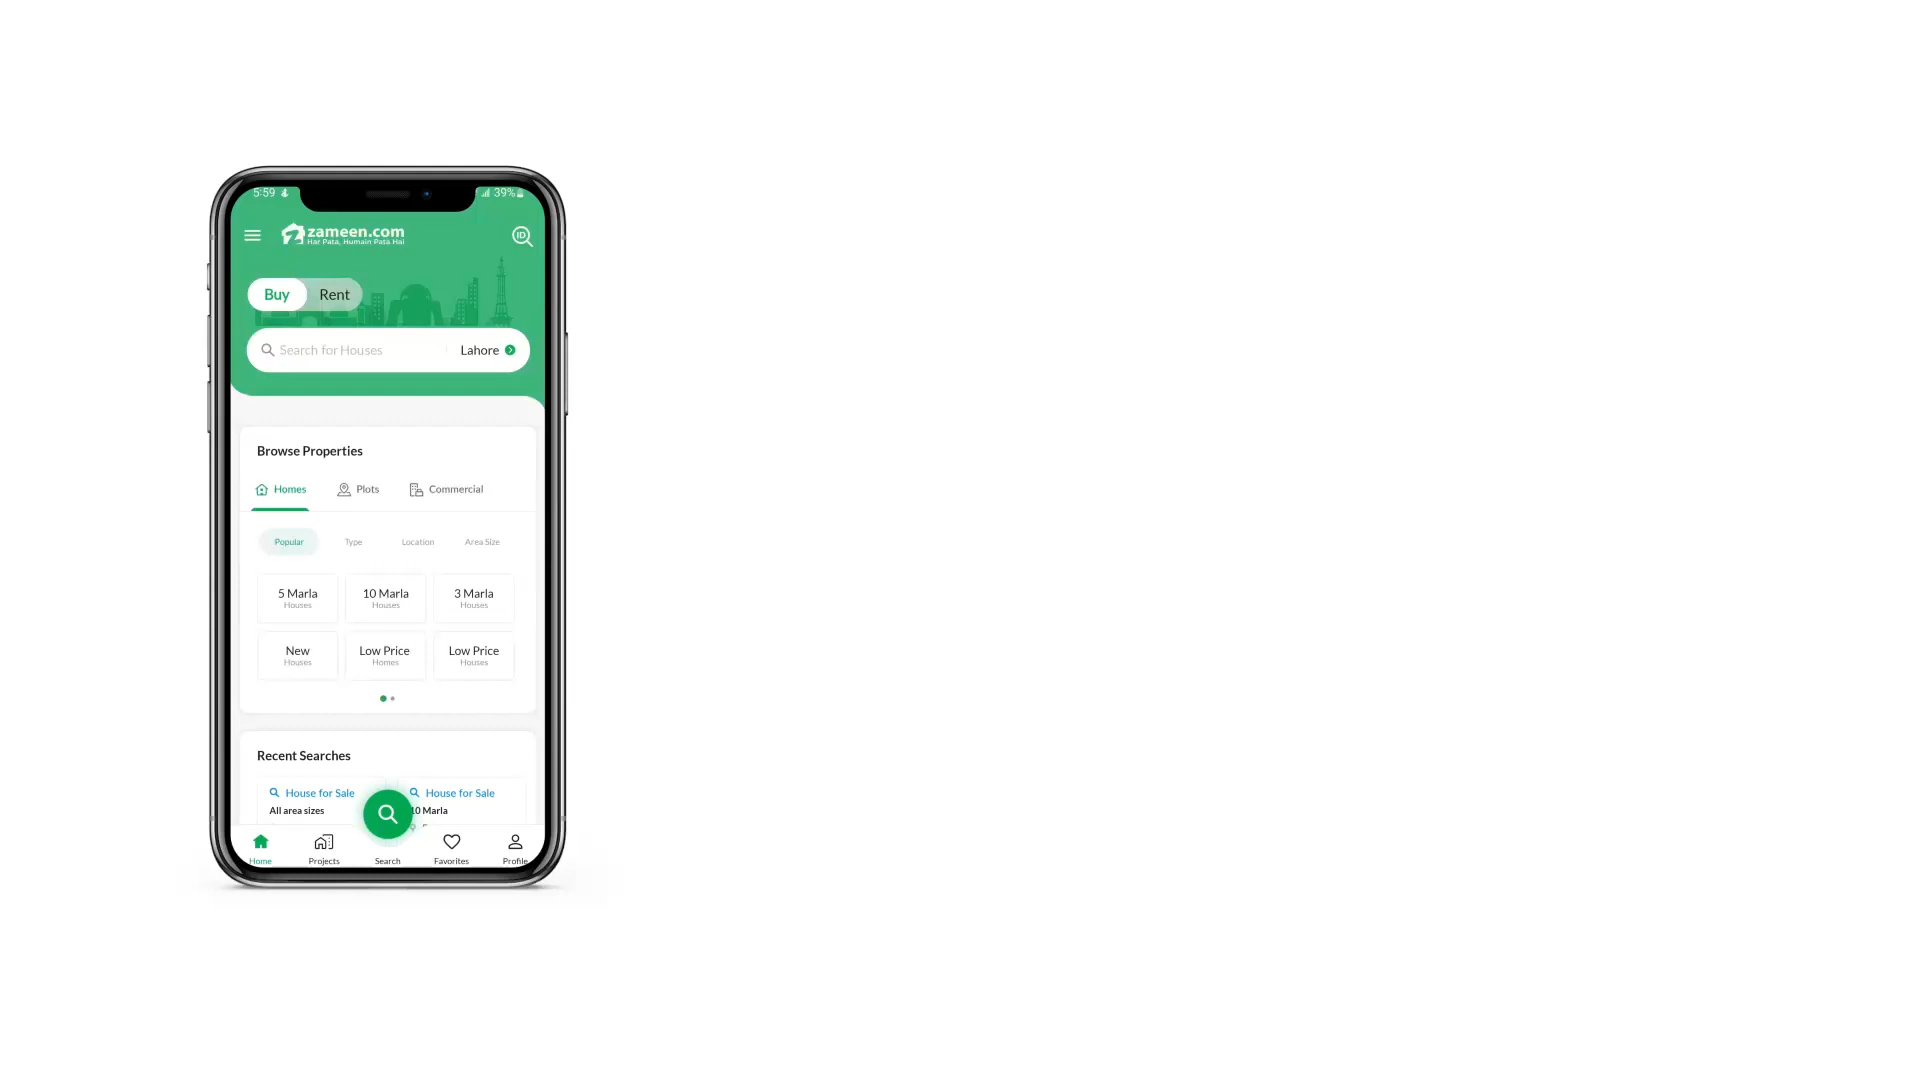 5:59
39%
zameen.com
Har Pata, Humain Pata Hai
ID
Buy Rent
Search for Houses Lahore
Browse Properties
Homes Plots Commercial
Popular Type Location Area Size
5 Marla 10 Marla 3 Marla
Houses Houses Houses
New Low Price Low Price
Houses Homes Houses
Recent Searches
House for Sale House for Sale
All area sizes 10 Marla
Home Projects Search Favorites Profile